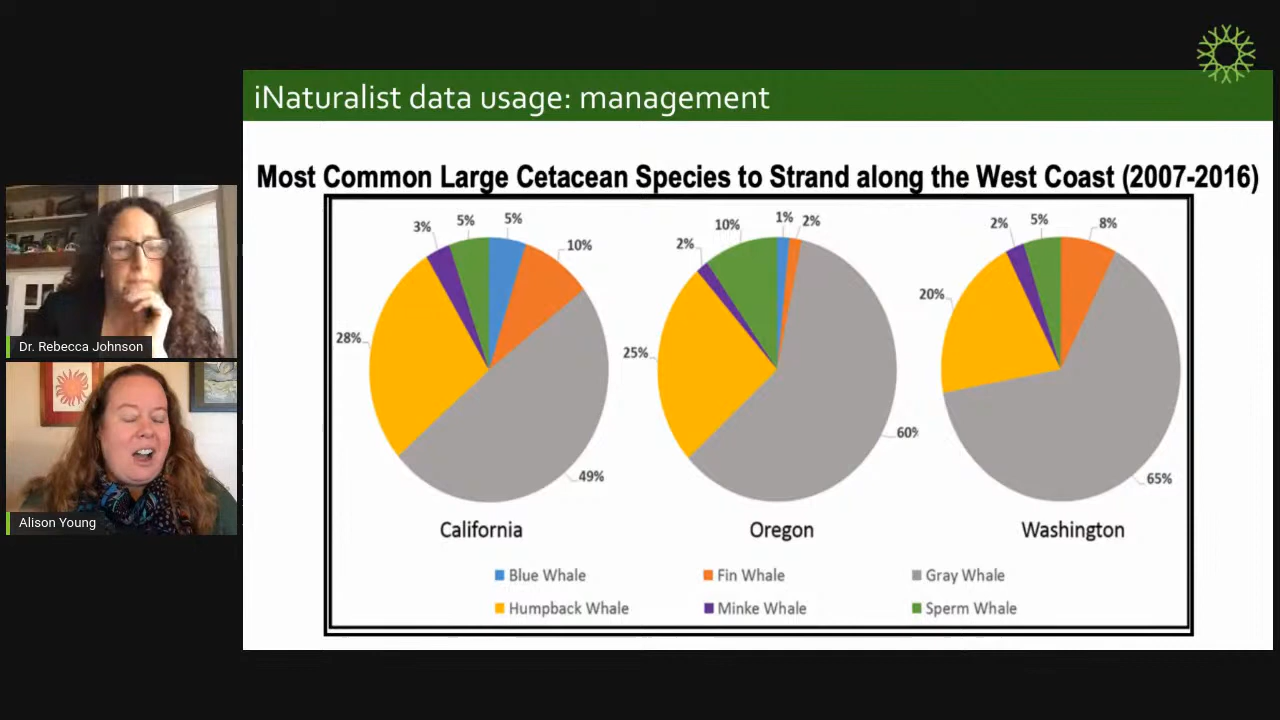 iNaturalist data usage: management
Most Common Large Cetacean Species to Strand along the West Coast (2007-2016)
3% 5% 5% 10% 28% 49%
California
2% 10% 1% 2% 25% 60%
Oregon
2% 5% 8% 20% 65%
Washington
Blue Whale Fin Whale Gray Whale
Humpback Whale Minke Whale Sperm Whale
Dr. Rebecca Johnson
Alison Young